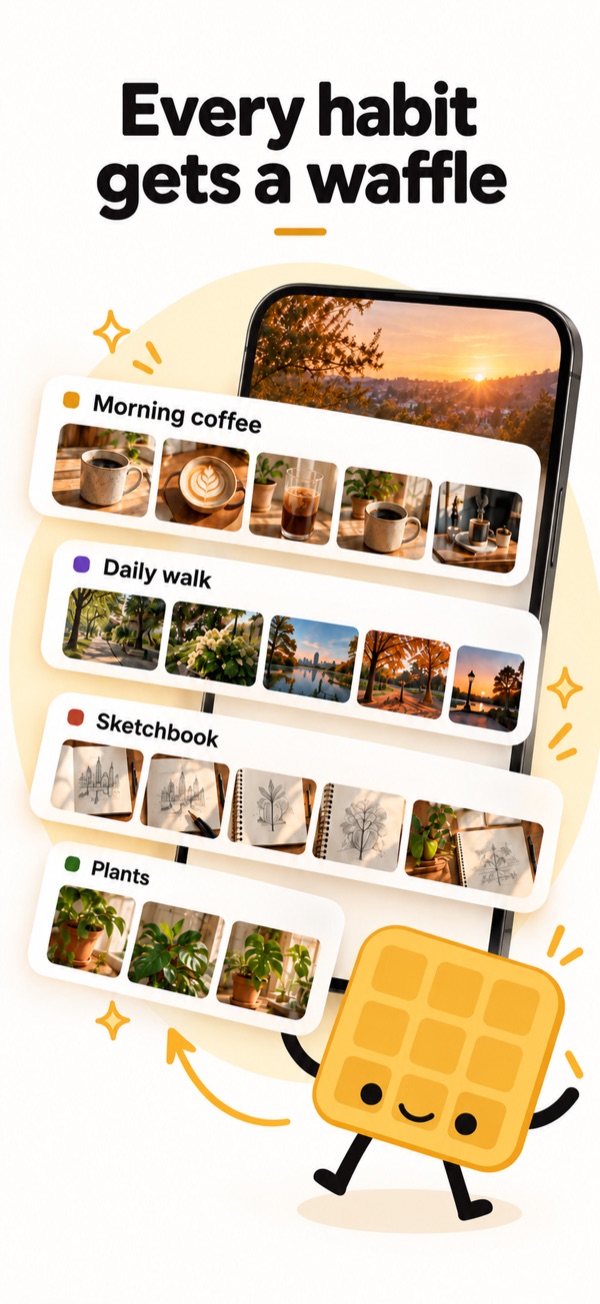 Every habit
gets a waffle
Morning coffee
Daily walk
Sketchbook
Plants